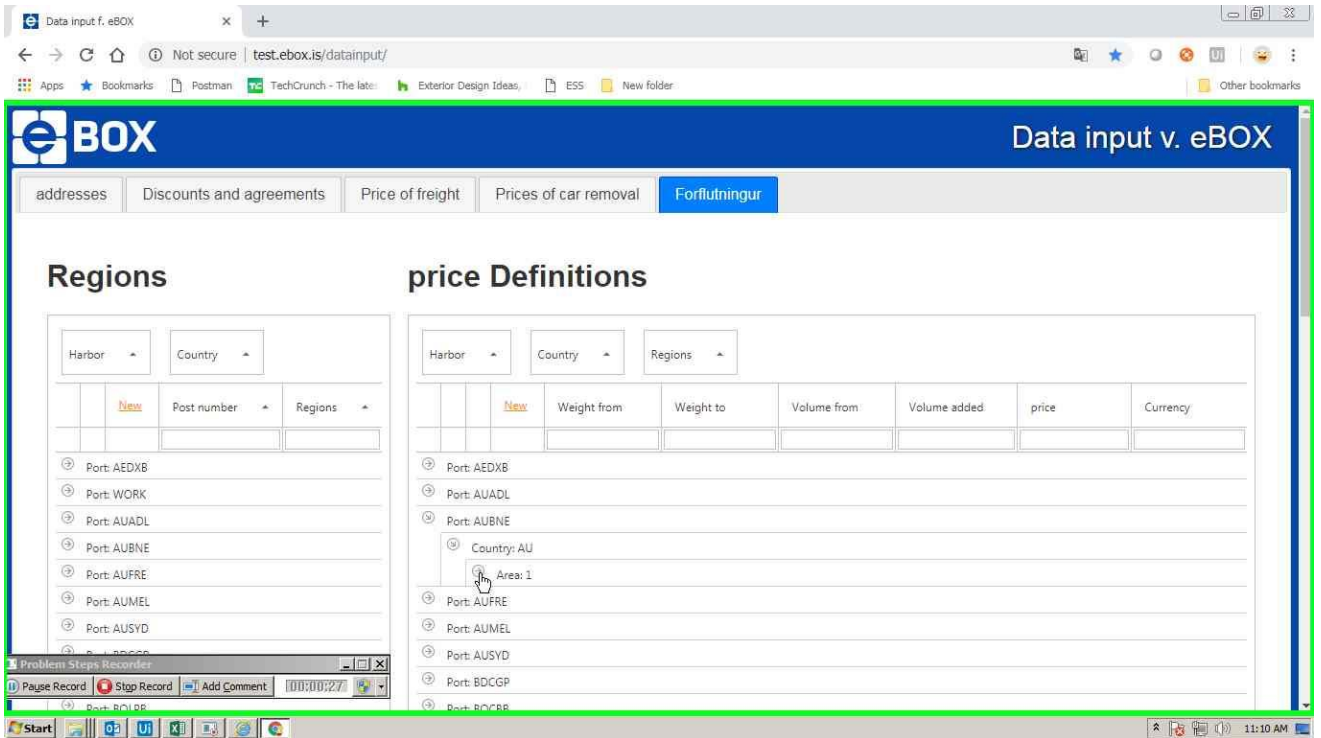 Data input f. eBOX
Not secure | test.ebox.is/datainput/
Apps Bookmarks Postman TechCrunch - The late Exterior Design Ideas, ESS New folder Other bookmarks
e BOX
Data input v. eBOX
addresses Discounts and agreements Price of freight Prices of car removal Forflutningur
Regions price Definitions
Harbor Country Harbor Country Regions
New Post number Regions New Weight from Weight to Volume from Volume added price Currency
Port: AEDXB Port: AEDXB
Port: WORK Port: AUADL
Port: AUADL Port: AUBNE
Port: AUBNE Country: AU
Port: AUFRE Area: 1
Port: AUMEL Port: AUFRE
Port: AUSYD Port: AUMEL
Port: AUSYD
Problem Steps Recorder
Port: BDCGP
Pause Record Stop Record Add Comment 00:00:27
Start 11:10 AM